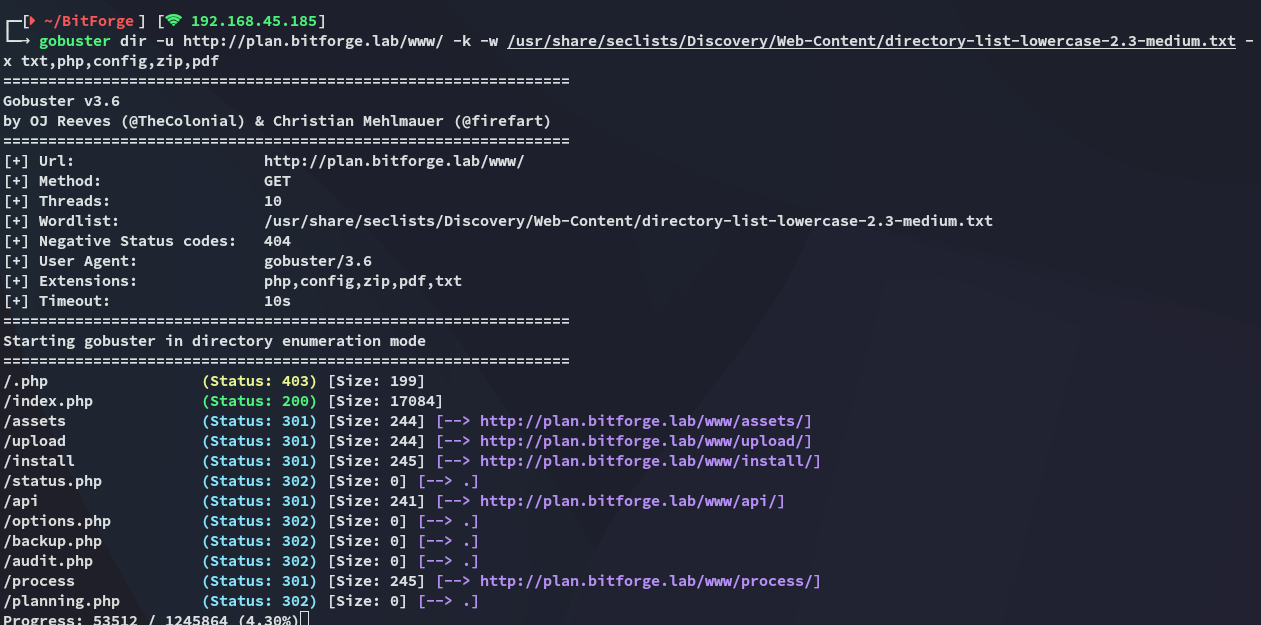 ┌─[ ~/BitForge ] [ 192.168.45.185]
└─→ gobuster dir -u http://plan.bitforge.lab/www/ -k -w /usr/share/seclists/Discovery/Web-Content/directory-list-lowercase-2.3-medium.txt -
x txt,php,config,zip,pdf
===============================================================
Gobuster v3.6
by OJ Reeves (@TheColonial) & Christian Mehlmauer (@firefart)
===============================================================
[+] Url:                     http://plan.bitforge.lab/www/
[+] Method:                  GET
[+] Threads:                 10
[+] Wordlist:                /usr/share/seclists/Discovery/Web-Content/directory-list-lowercase-2.3-medium.txt
[+] Negative Status codes:   404
[+] User Agent:              gobuster/3.6
[+] Extensions:              php,config,zip,pdf,txt
[+] Timeout:                 10s
===============================================================
Starting gobuster in directory enumeration mode
===============================================================
/.php                 (Status: 403) [Size: 199]
/index.php            (Status: 200) [Size: 17084]
/assets               (Status: 301) [Size: 244] [--> http://plan.bitforge.lab/www/assets/]
/upload               (Status: 301) [Size: 244] [--> http://plan.bitforge.lab/www/upload/]
/install              (Status: 301) [Size: 245] [--> http://plan.bitforge.lab/www/install/]
/status.php           (Status: 302) [Size: 0] [--> .]
/api                  (Status: 301) [Size: 241] [--> http://plan.bitforge.lab/www/api/]
/options.php          (Status: 302) [Size: 0] [--> .]
/backup.php           (Status: 302) [Size: 0] [--> .]
/audit.php            (Status: 302) [Size: 0] [--> .]
/process              (Status: 301) [Size: 245] [--> http://plan.bitforge.lab/www/process/]
/planning.php         (Status: 302) [Size: 0] [--> .]
Progress: 53512 / 1245864 (4.30%)